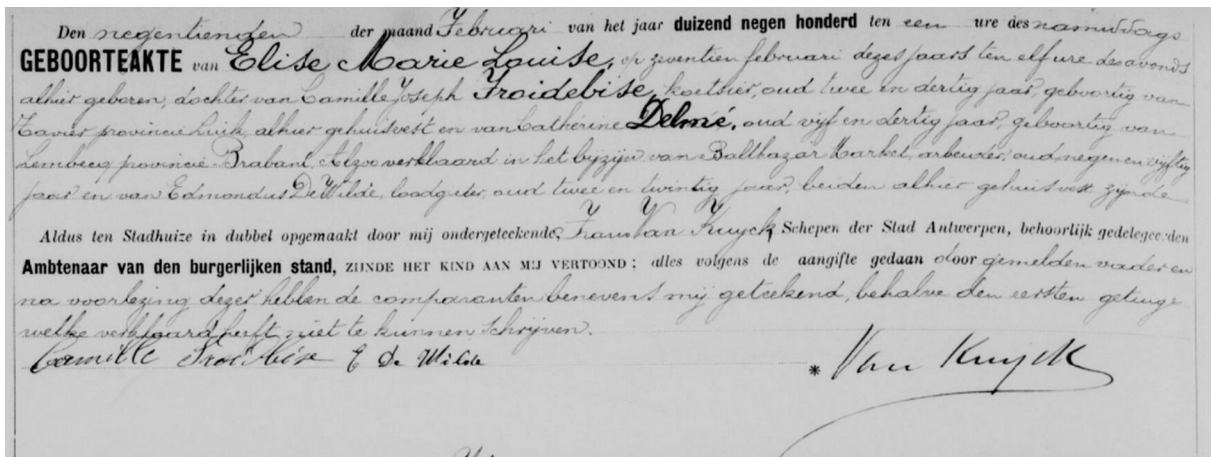 Den negentienden der maand Februari van het jaar duizend negen honderd ten een ure des namiddags
GEBOORTEAKTE van Elise Marie Louise, op zeventien februari dezes jaars ten elf ure des avonds
alhier geboren, dochter van Camille Joseph Froidebise, koetsier, oud twee en dertig jaar, geboortig van
Tavier provincie Luik, alhier gehuisvest en van Catherine Delmé, oud vijf en dertig jaar, geboortig van
Lembecq provincie Brabant, Alzoo verklaard in het bijzijn van Balthazar Market, arbeider, oud negen en vijftig
jaar en van Edmondus De Wilde, loodgieter, oud twee en twintig jaar, beiden alhier gehuisvest zijnde
Aldus ten Stadhuize in dubbel opgemaakt door mij ondergeteekende, Frans Van Kuyck, Schepen der Stad Antwerpen, behoorlijk gedelegeerden
Ambtenaar van den burgerlijken stand, ZIJNDE HET KIND AAN MIJ VERTOOND; alles volgens de aangifte gedaan door gemelden vader en
na voorlezing dezer hebben de comparanten benevens mij geteekend, behalve den eersten getuige
welke verklaard heeft niet te kunnen schrijven.
Camille Froidbise E De Wilde * Van Kuyck